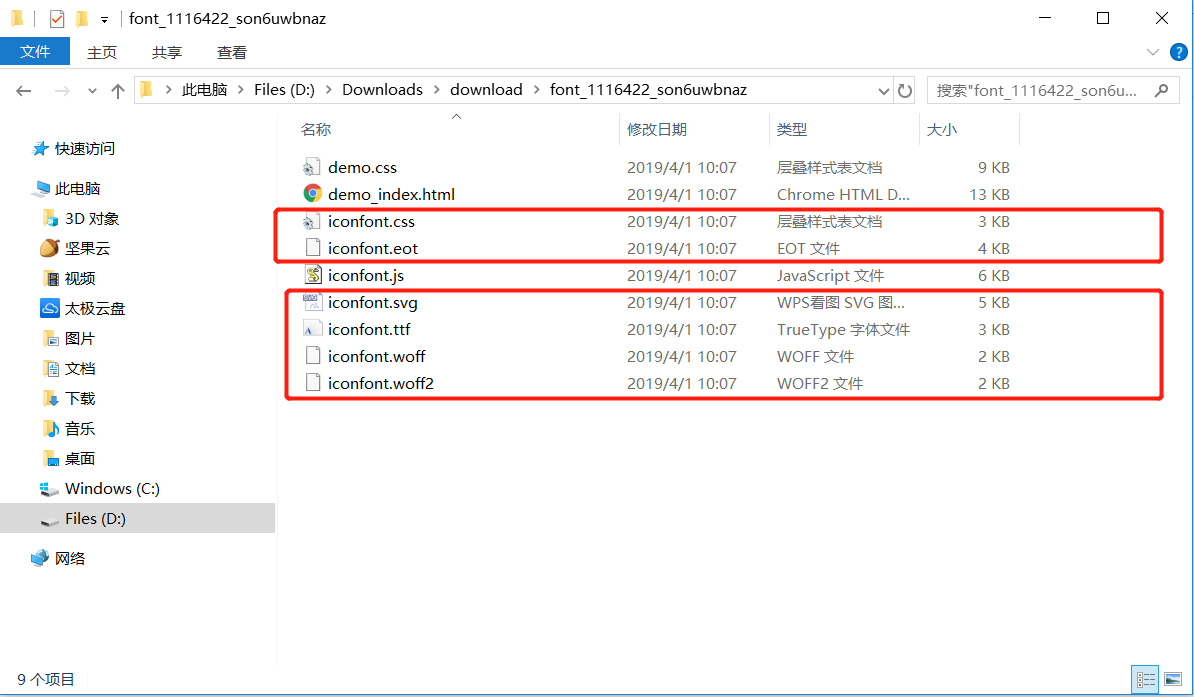 font_1116422_son6uwbnaz
文件 主页 共享 查看
此电脑 Files (D:) Downloads download font_1116422_son6uwbnaz 搜索"font_1116422_son6u...
名称 修改日期 类型 大小
快速访问
此电脑
3D 对象
坚果云
视频
太极云盘
图片
文档
下载
音乐
桌面
Windows (C:)
Files (D:)
网络
demo.css 2019/4/1 10:07 层叠样式表文档 9 KB
demo_index.html 2019/4/1 10:07 Chrome HTML D... 13 KB
iconfont.css 2019/4/1 10:07 层叠样式表文档 3 KB
iconfont.eot 2019/4/1 10:07 EOT 文件 4 KB
iconfont.js 2019/4/1 10:07 JavaScript 文件 6 KB
iconfont.svg 2019/4/1 10:07 WPS看图 SVG 图... 5 KB
iconfont.ttf 2019/4/1 10:07 TrueType 字体文件 3 KB
iconfont.woff 2019/4/1 10:07 WOFF 文件 2 KB
iconfont.woff2 2019/4/1 10:07 WOFF2 文件 2 KB
9 个项目